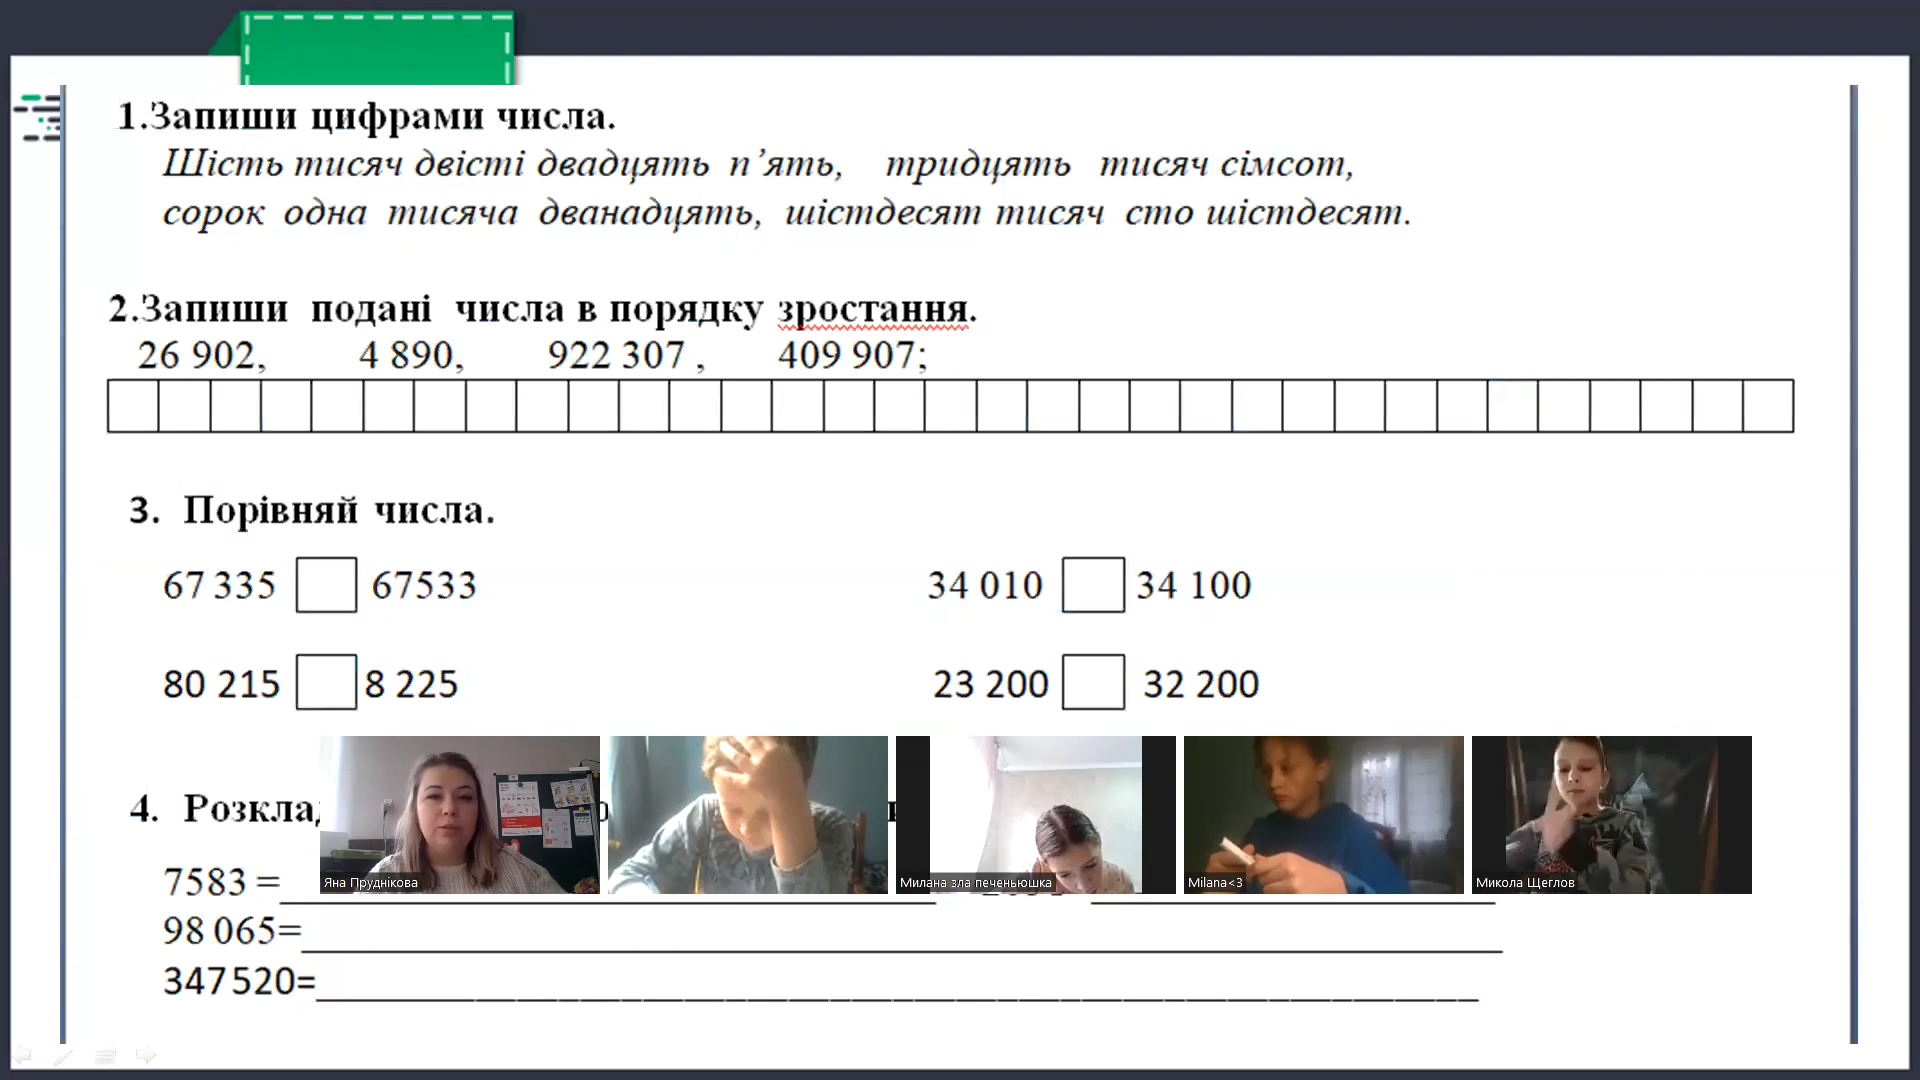 1.Запиши цифрами числа.
Шість тисяч двісті двадцять п’ять, тридцять тисяч сімсот,
сорок одна тисяча дванадцять, шістдесят тисяч сто шістдесят.
2.Запиши подані числа в порядку зростання.
26 902, 4 890, 922 307 , 409 907;
3. Порівняй числа.
67 335 67533 34 010 34 100
80 215 8 225 23 200 32 200
4.
7583 =
98 065=
347520=
Яна Пруднікова
Милана зла печеньюшка
Milana<3
Микола Щеглов